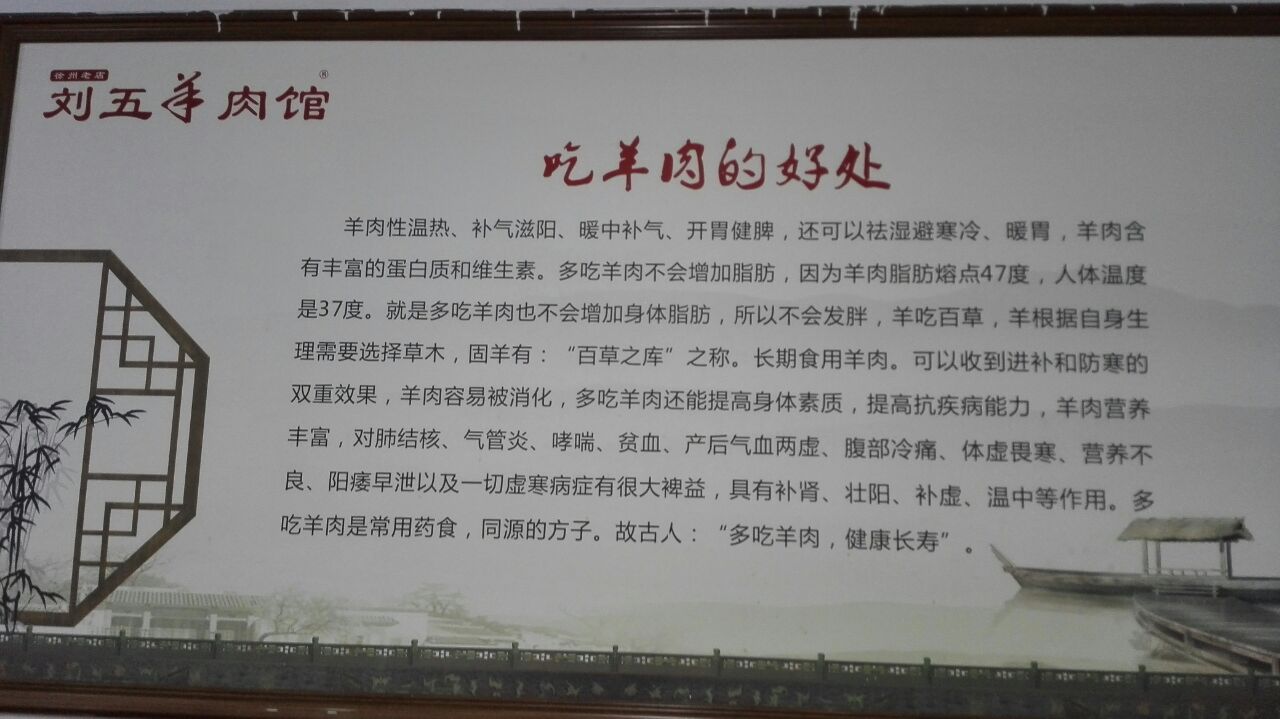 徐州老店
刘五羊肉馆®
吃羊肉的好处
羊肉性温热、补气滋阳、暖中补气、开胃健脾，还可以祛湿避寒冷、暖胃，羊肉含
有丰富的蛋白质和维生素。多吃羊肉不会增加脂肪，因为羊肉脂肪熔点47度，人体温度
是37度。就是多吃羊肉也不会增加身体脂肪，所以不会发胖，羊吃百草，羊根据自身生
理需要选择草木，固羊有：“百草之库”之称。长期食用羊肉。可以收到进补和防寒的
双重效果，羊肉容易被消化，多吃羊肉还能提高身体素质，提高抗疾病能力，羊肉营养
丰富，对肺结核、气管炎、哮喘、贫血、产后气血两虚、腹部冷痛、体虚畏寒、营养不
良、阳痿早泄以及一切虚寒病症有很大裨益，具有补肾、壮阳、补虚、温中等作用。多
吃羊肉是常用药食，同源的方子。故古人：“多吃羊肉，健康长寿”。